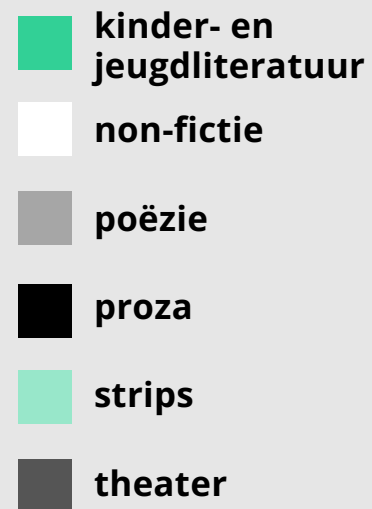 kinder- en
jeugdliteratuur
non-fictie
poëzie
proza
strips
theater